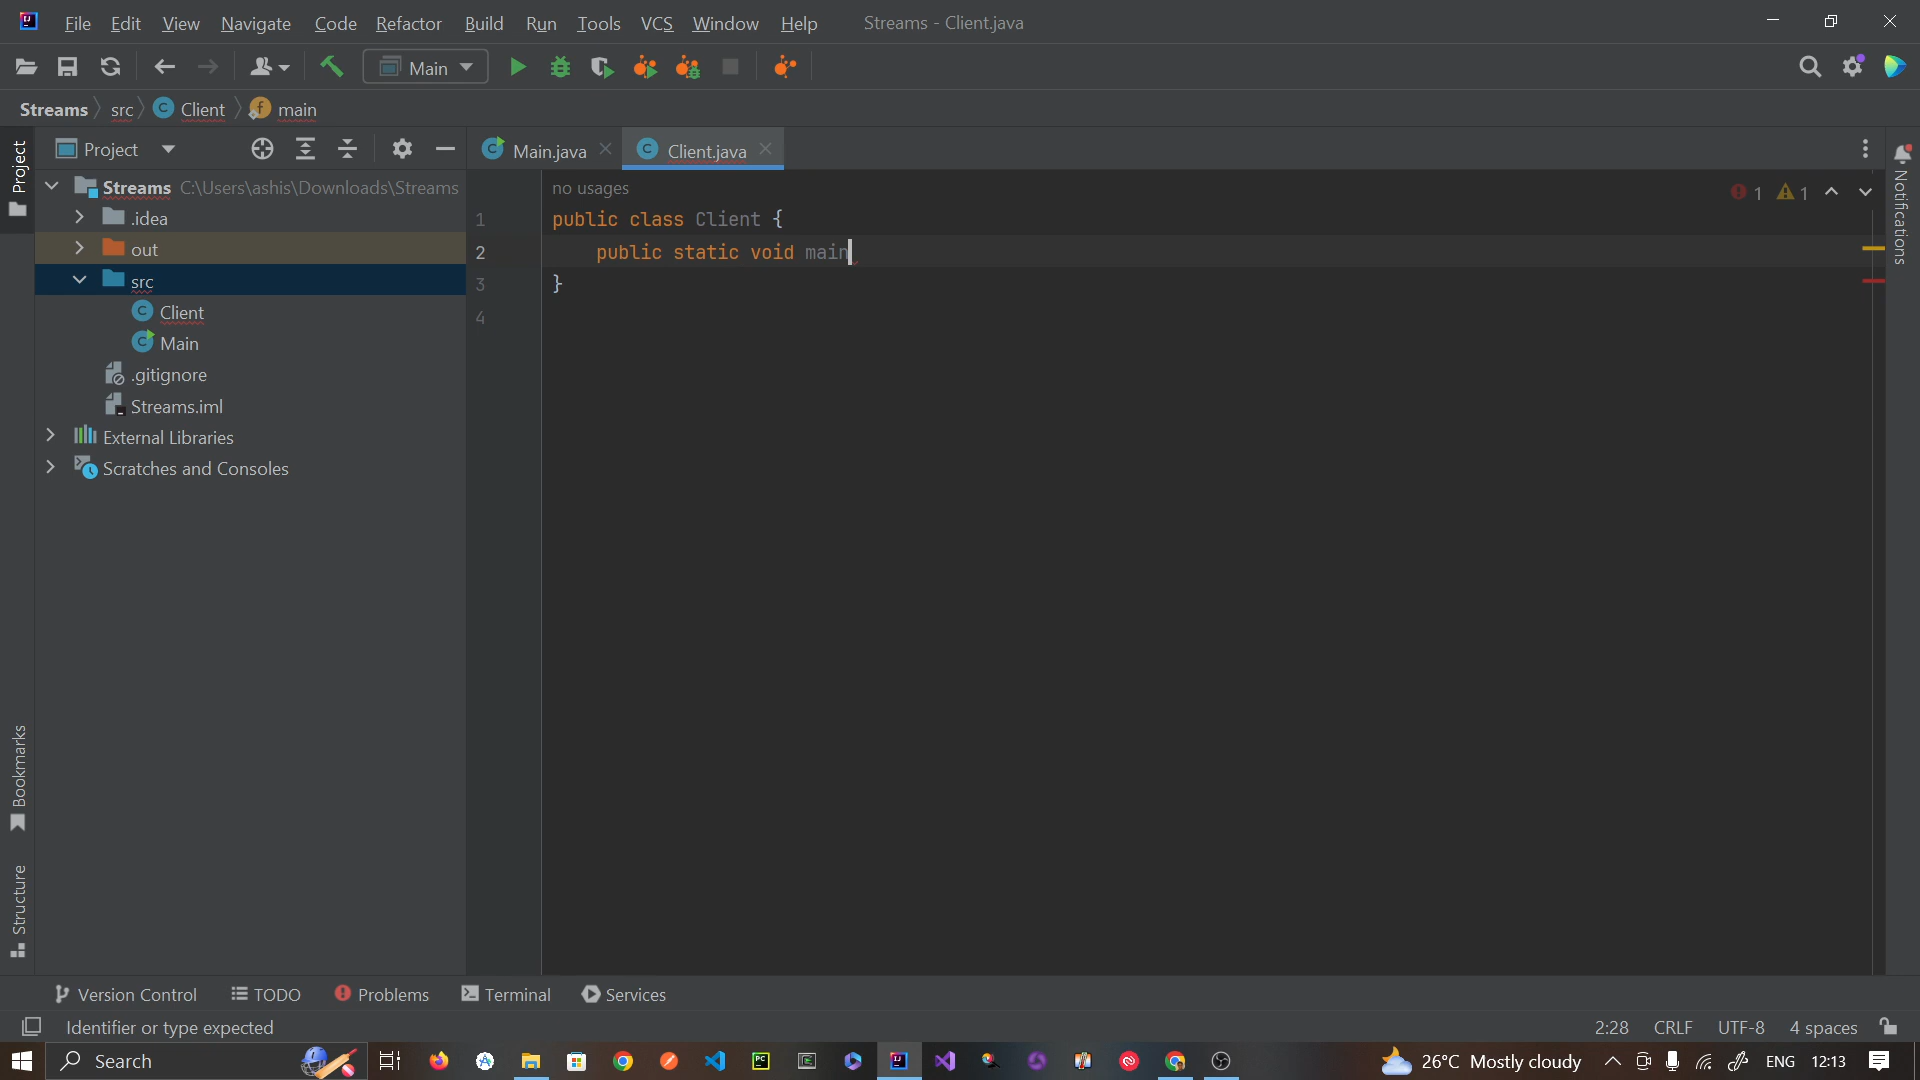 File Edit View Navigate Code Refactor Build Run Tools VCS Window Help Streams - Client.java
Main
Streams src Client main
Project
Project
Main.java
Client.java
Notifications
Streams C:\Users\ashis\Downloads\Streams
.idea
out
src
Client
Main
.gitignore
Streams.iml
External Libraries
Scratches and Consoles
no usages
1 1
1 public class Client {
2 public static void main
3 }
4
Bookmarks
Structure
Version Control TODO Problems Terminal Services
Identifier or type expected 2:28 CRLF UTF-8 4 spaces
Search 26°C Mostly cloudy ENG 12:13